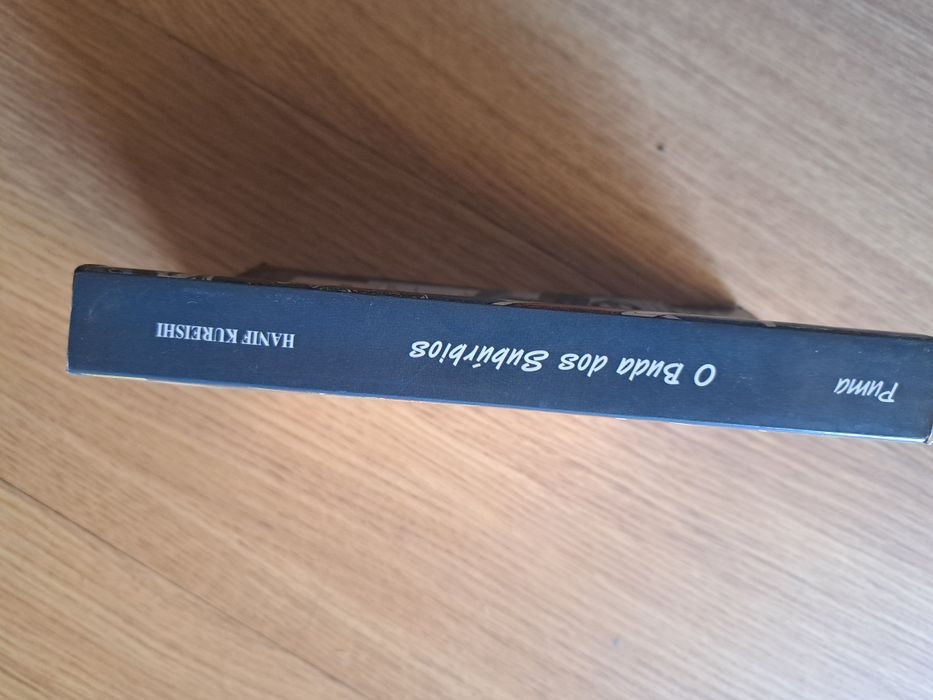 Puma
O Buda dos Subúrbios
HANIF KUREISHI